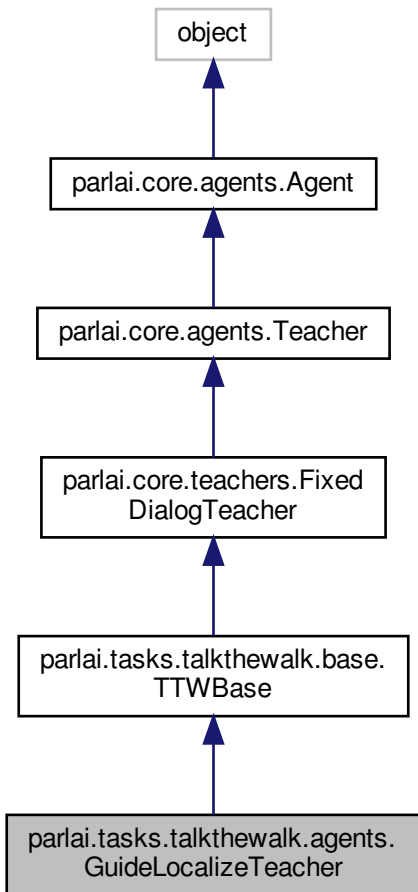 object
parlai.core.agents.Agent
parlai.core.agents.Teacher
parlai.core.teachers.Fixed
DialogTeacher
parlai.tasks.talkthewalk.base.
TTWBase
parlai.tasks.talkthewalk.agents.
GuideLocalizeTeacher